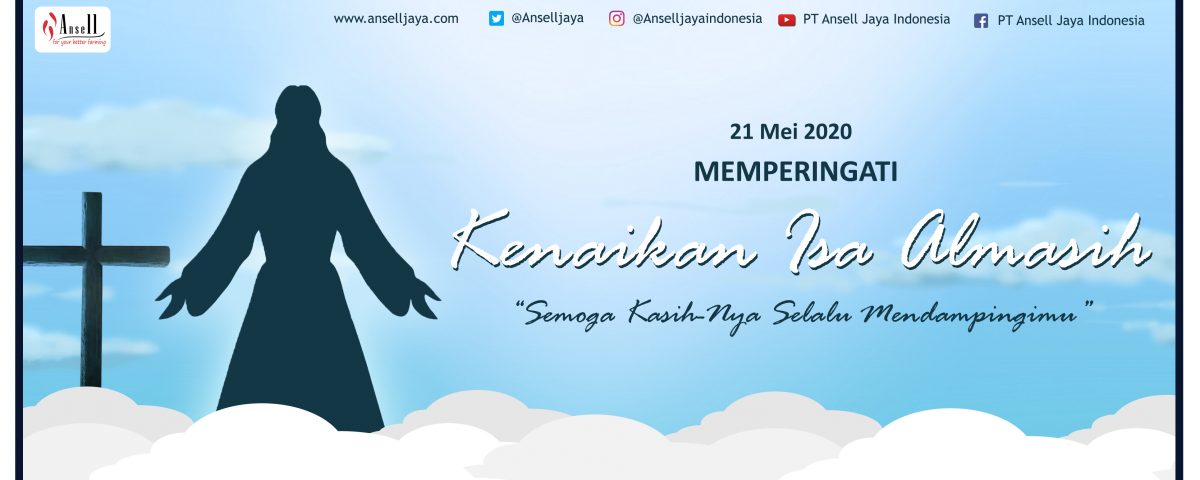 Ansell
for your better farming
www.anselljaya.com @Anselljaya @Anselljayaindonesia PT Ansell Jaya Indonesia PT Ansell Jaya Indonesia
21 Mei 2020
MEMPERINGATI
Kenaikan Isa Almasih
“Semoga Kasih-Nya Selalu Mendampingimu”